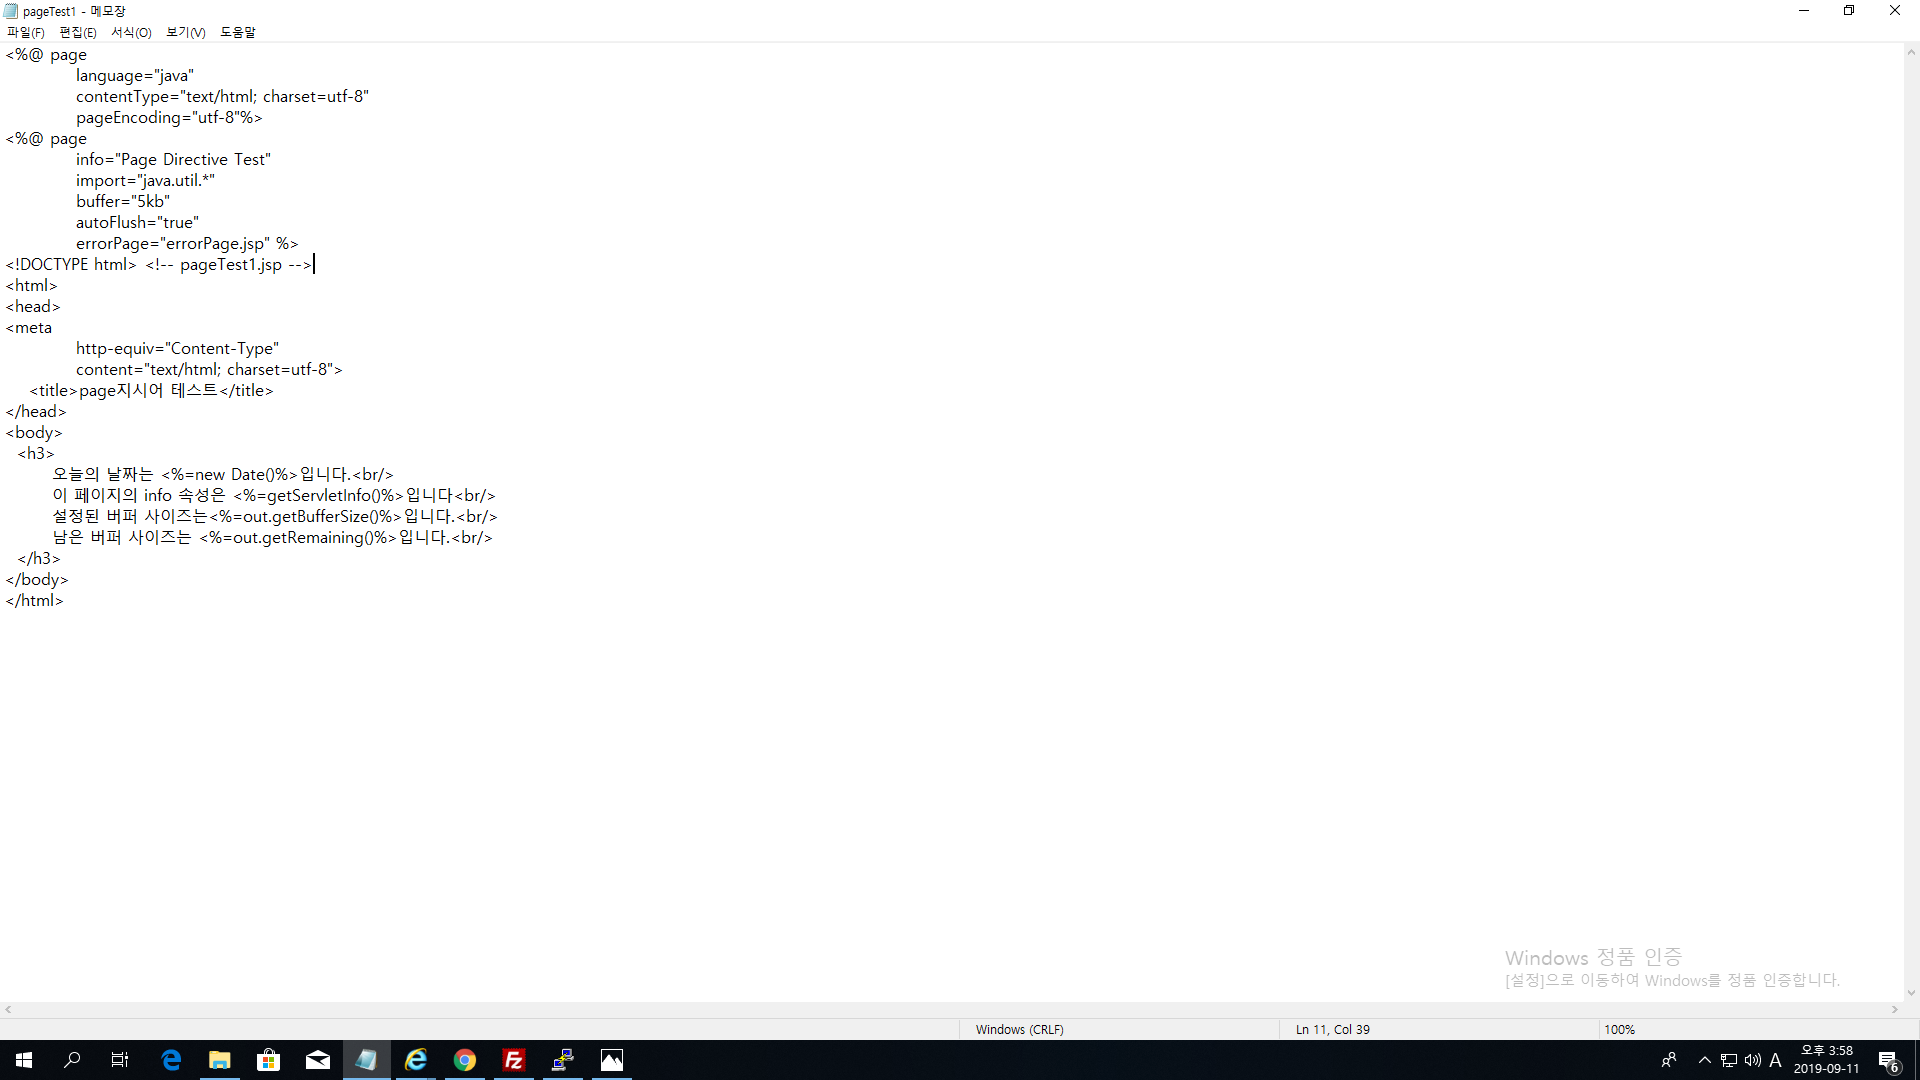 pageTest1 - 메모장
파일(F) 편집(E) 서식(O) 보기(V) 도움말
<%@ page
language="java"
contentType="text/html; charset=utf-8"
pageEncoding="utf-8"%>
<%@ page
info="Page Directive Test"
import="java.util.*"
buffer="5kb"
autoFlush="true"
errorPage="errorPage.jsp" %>
<!DOCTYPE html> <!-- pageTest1.jsp -->
<html>
<head>
<meta
http-equiv="Content-Type"
content="text/html; charset=utf-8">
<title>page지시어 테스트</title>
</head>
<body>
<h3>
오늘의 날짜는 <%=new Date()%>입니다.<br/>
이 페이지의 info 속성은 <%=getServletInfo()%>입니다<br/>
설정된 버퍼 사이즈는<%=out.getBufferSize()%>입니다.<br/>
남은 버퍼 사이즈는 <%=out.getRemaining()%>입니다.<br/>
</h3>
</body>
</html>
Windows 정품 인증
[설정]으로 이동하여 Windows를 정품 인증합니다.
Windows (CRLF) Ln 11, Col 39 100%
A 오후 3:58
2019-09-11
6